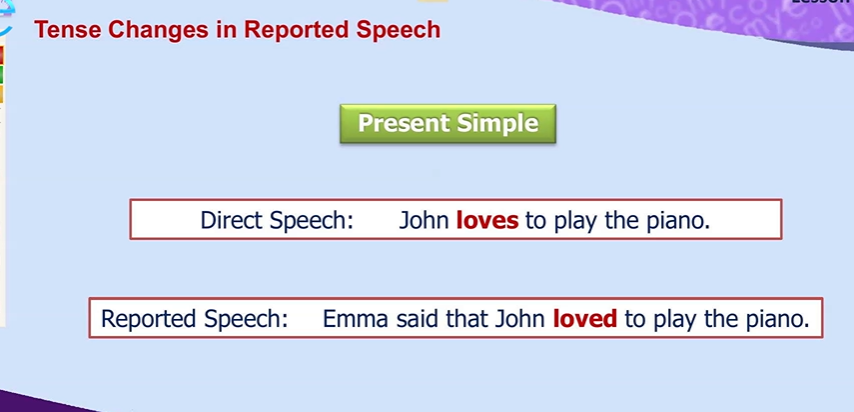 Tense Changes in Reported Speech
Present Simple
Direct Speech: John loves to play the piano.
Reported Speech: Emma said that John loved to play the piano.